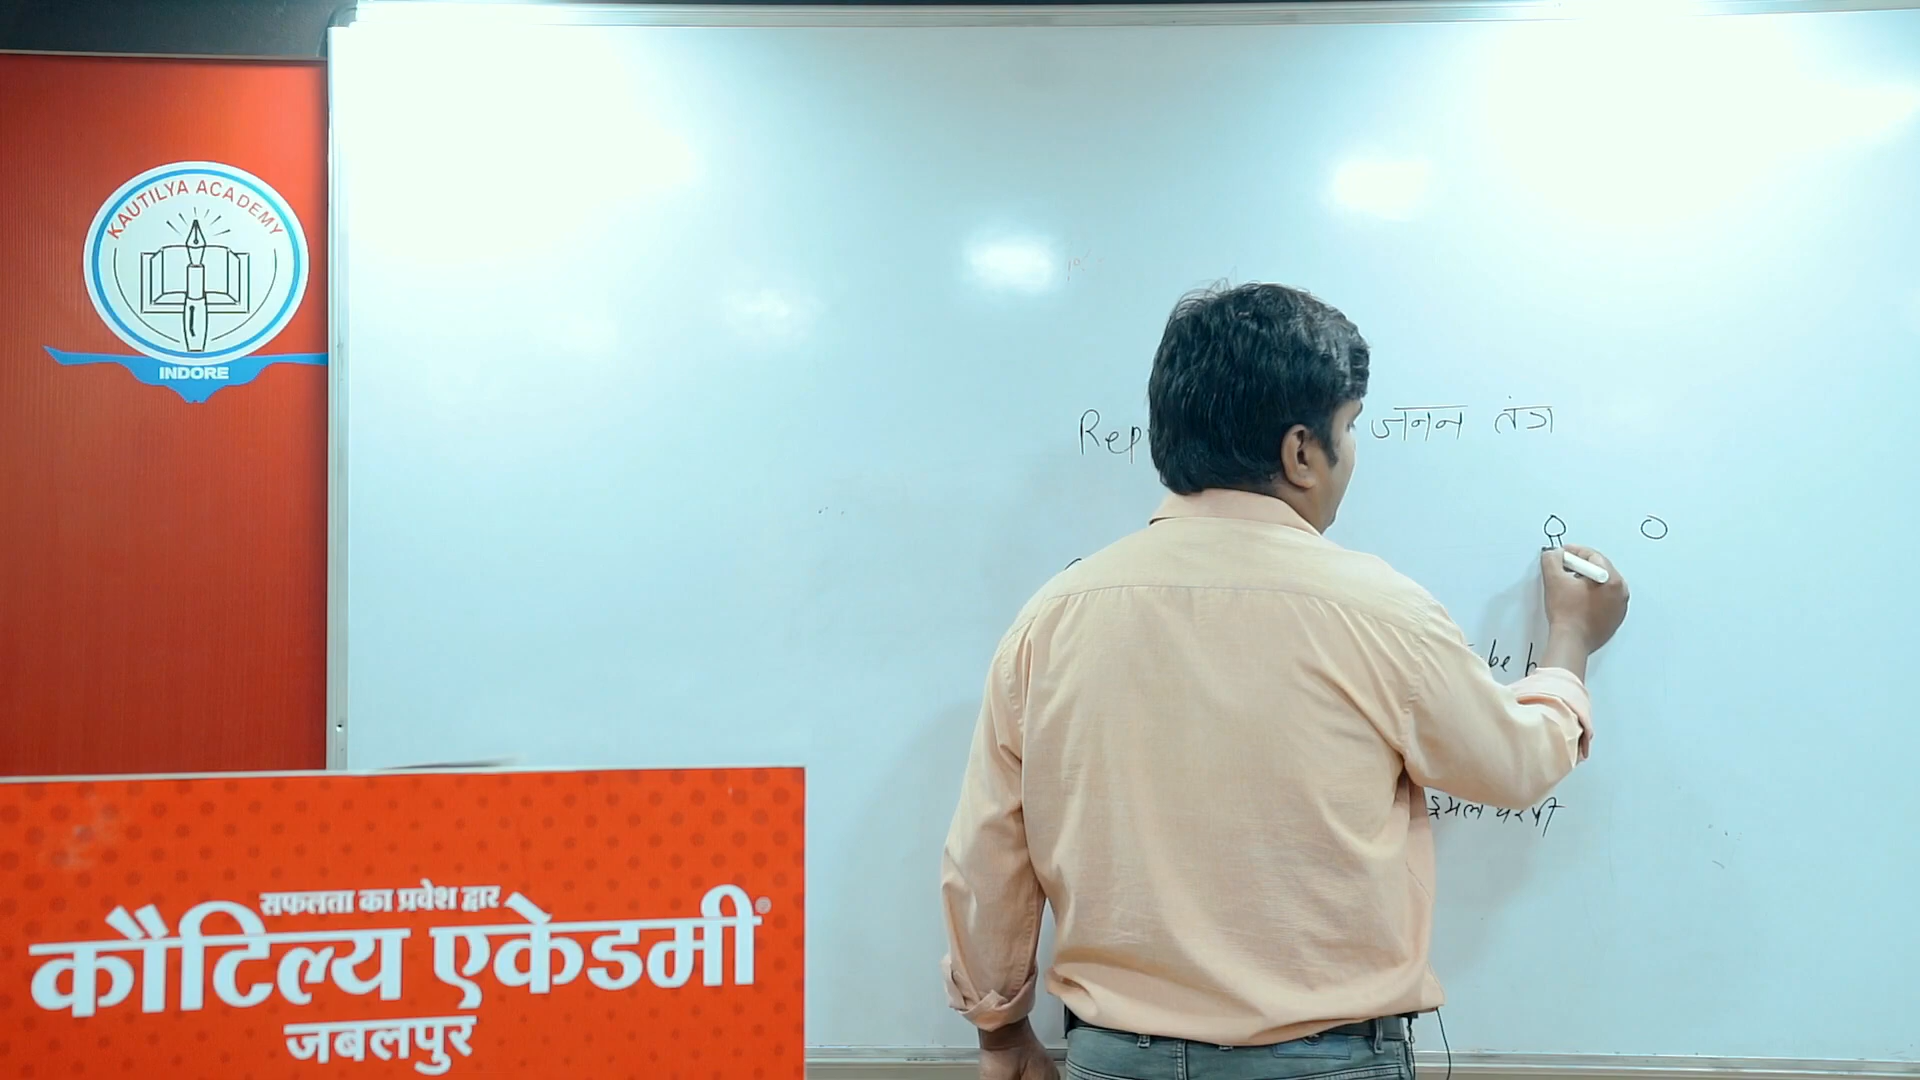 KAUTILYA ACADEMY
INDORE
Rep जनन तंत्र
सफलता का प्रवेश द्वार
कौटिल्य एकेडमी
जबलपुर